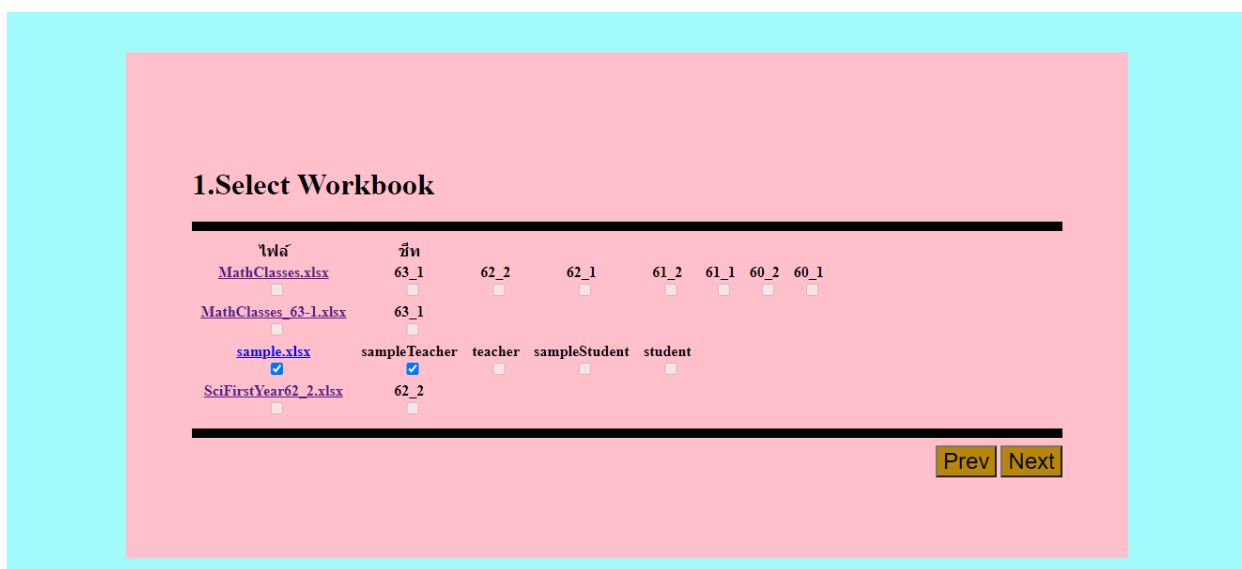 1.Select Workbook
ไฟล์ ชีท
MathClasses.xlsx 63_1 62_2 62_1 61_2 61_1 60_2 60_1
MathClasses_63-1.xlsx 63_1
sample.xlsx sampleTeacher teacher sampleStudent student
SciFirstYear62_2.xlsx 62_2
Prev Next